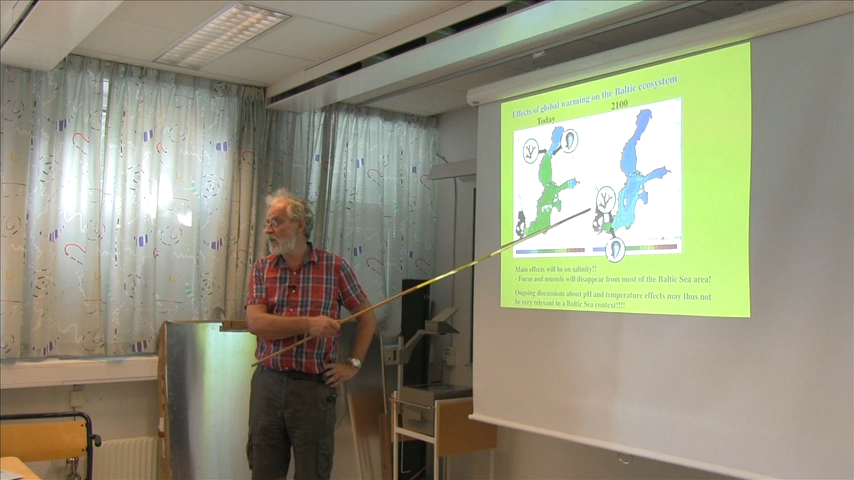 Effects of global warming on the Baltic ecosystem
Today
2100
Main effects will be on salinity!!
- Fucus and mussels will disappear from most of the Baltic Sea area!
Ongoing discussions about pH and temperature effects may thus not
be very relevant in a Baltic Sea context!!!!